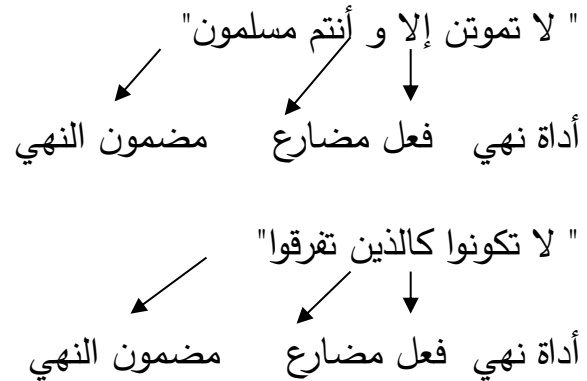 " لا تموتن إلا و أنتم مسلمون"
أداة نهي فعل مضارع مضمون النهي
" لا تكونوا كالذين تفرقوا"
أداة نهي فعل مضارع مضمون النهي